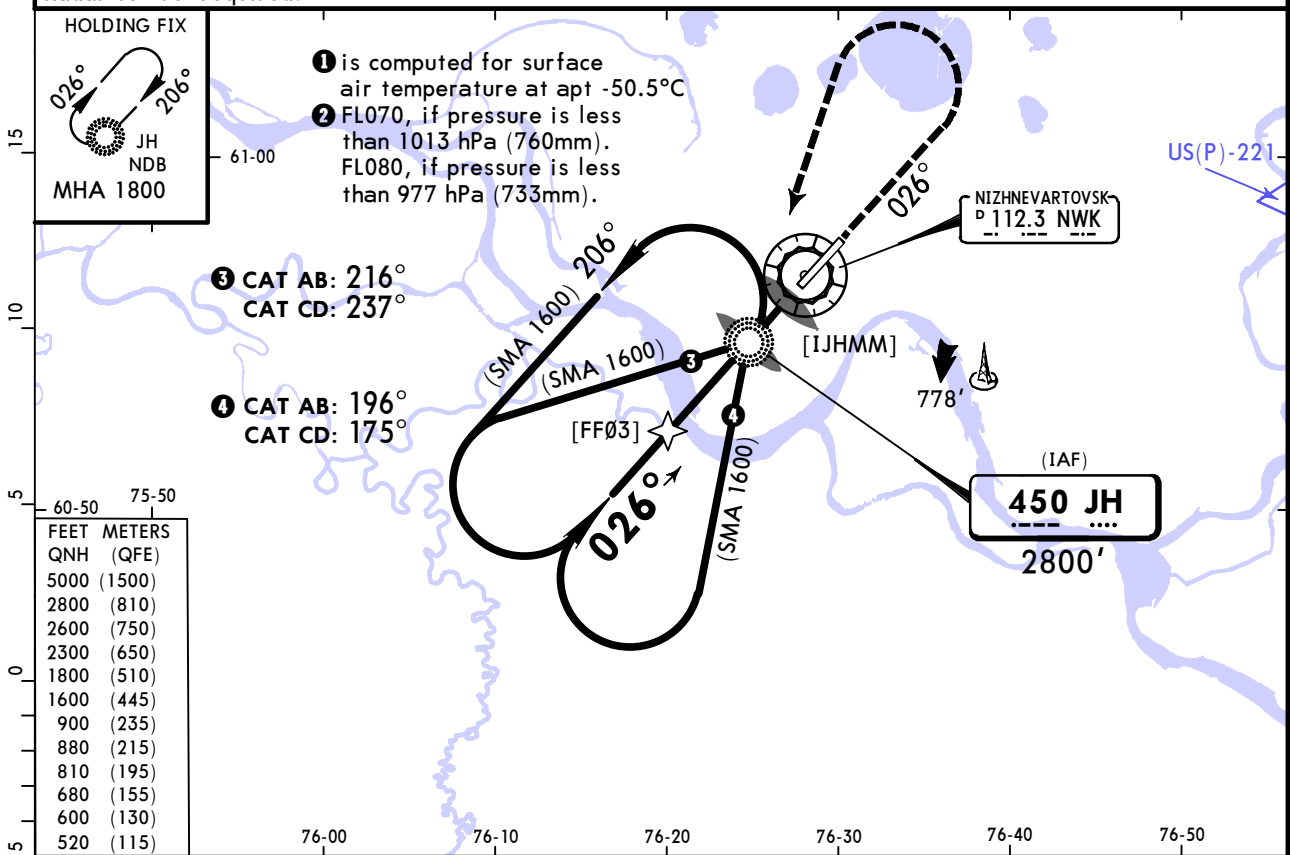 HOLDING FIX
026°
206°
JH
NDB
MHA 1800
❶ is computed for surface
air temperature at apt -50.5°C
❷ FL070, if pressure is less
than 1013 hPa (760mm).
FL080, if pressure is less
than 977 hPa (733mm).
61-00
US(P)-221
026°
NIZHNEVARTOVSK
D 112.3 NWK
❸ CAT AB: 216°
CAT CD: 237°
206°
(SMA 1600)
(SMA 1600)
❸
[IJHMM]
778'
❹ CAT AB: 196°
CAT CD: 175°
[FFØ3]
❹
(SMA 1600)
026°
(IAF)
450 JH
2800'
60-50
75-50
FEET METERS
QNH (QFE)
5000 (1500)
2800 (810)
2600 (750)
2300 (650)
1800 (510)
1600 (445)
900 (235)
880 (215)
810 (195)
680 (155)
600 (130)
520 (115)
15
10
5
0
5
76-00
76-10
76-20
76-30
76-40
76-50